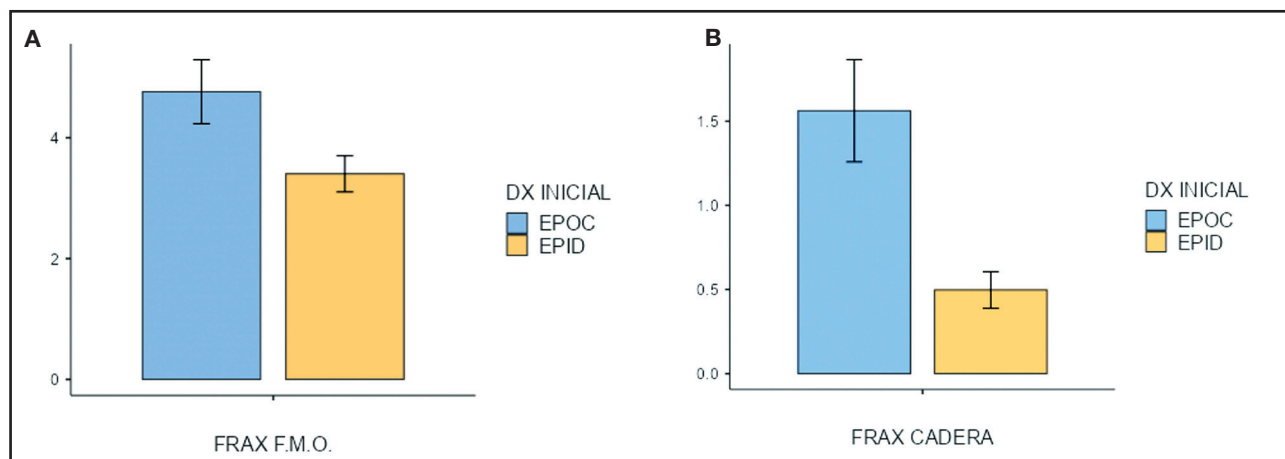 A
4
2
0
FRAX F.M.O.
DX INICIAL
EPOC
EPID
B
1.5
1.0
0.5
0.0
FRAX CADERA
DX INICIAL
EPOC
EPID